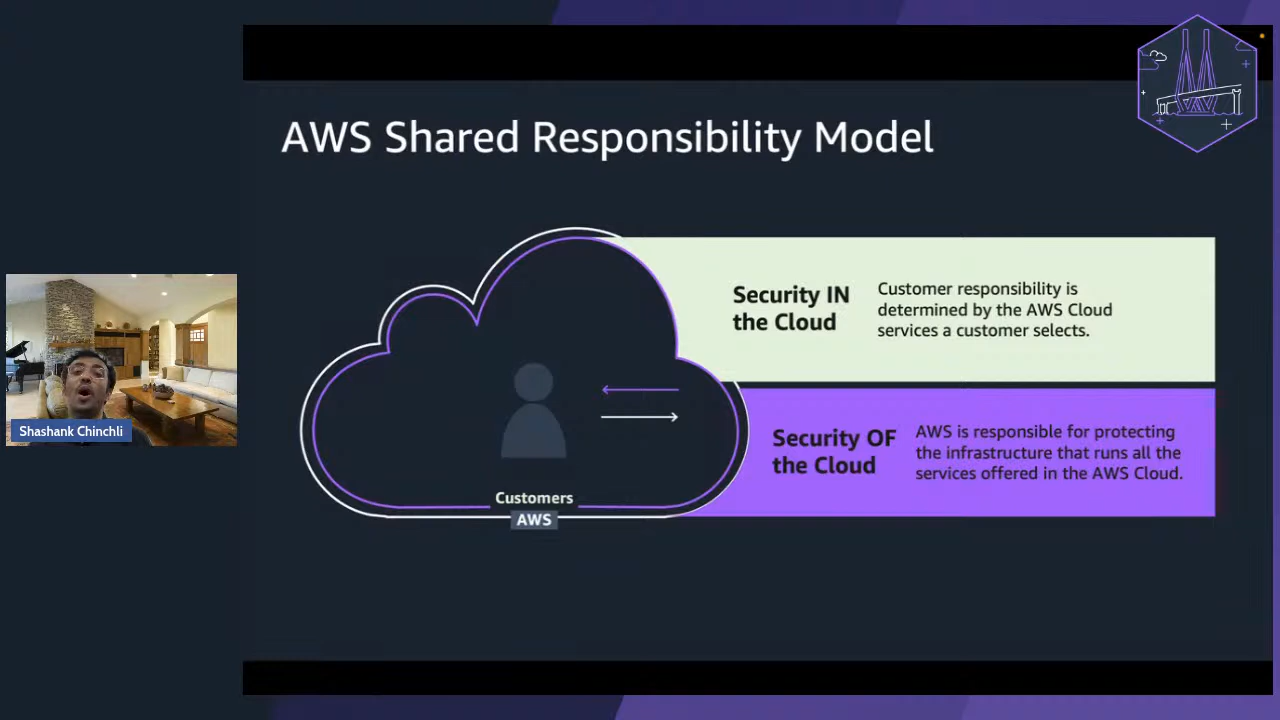 AWS Shared Responsibility Model
Security IN
the Cloud
Customer responsibility is
determined by the AWS Cloud
services a customer selects.
Security OF
the Cloud
AWS is responsible for protecting
the infrastructure that runs all the
services offered in the AWS Cloud.
Customers
AWS
Shashank Chinchli